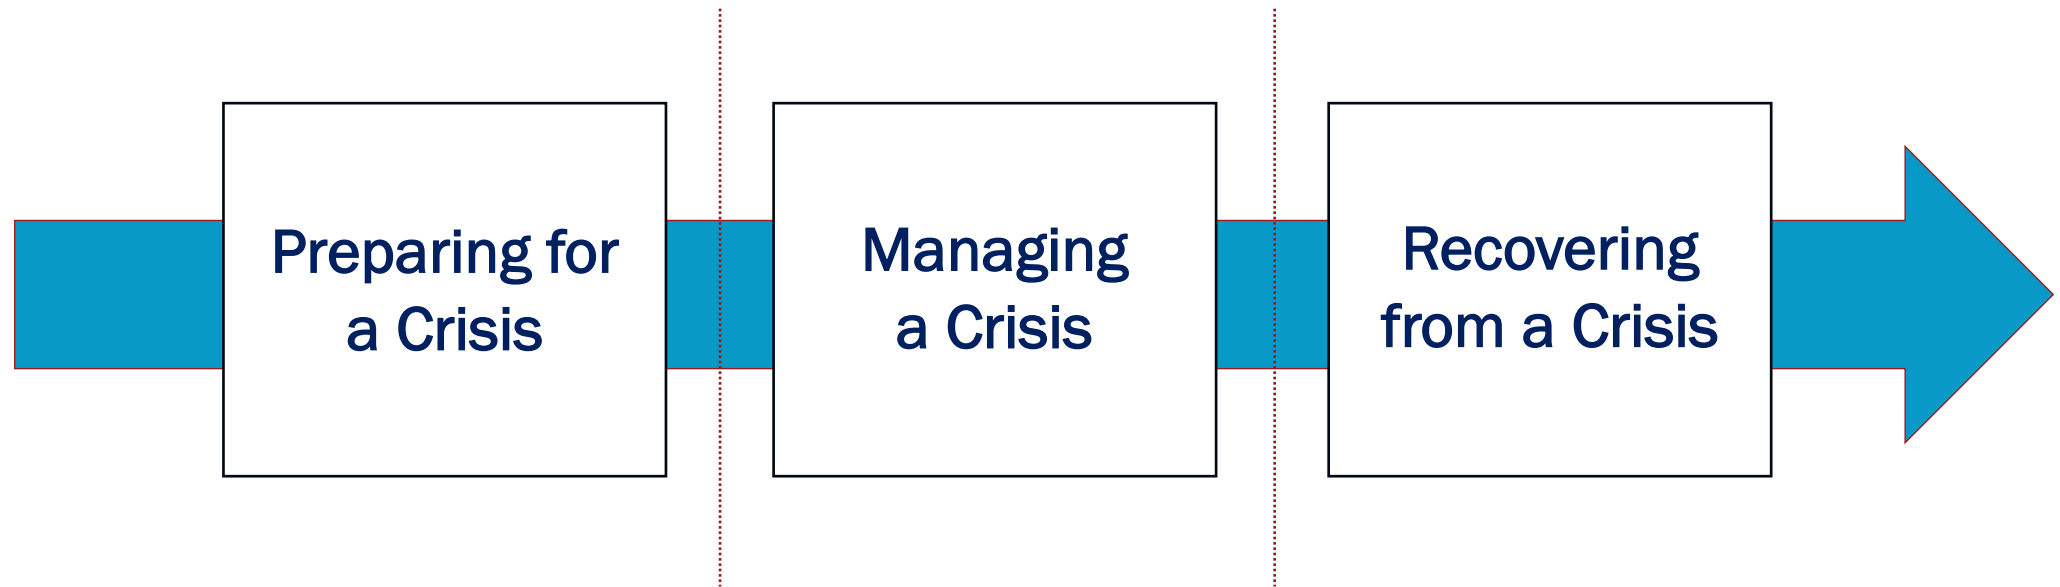 Preparing for
a Crisis
Managing
a Crisis
Recovering
from a Crisis